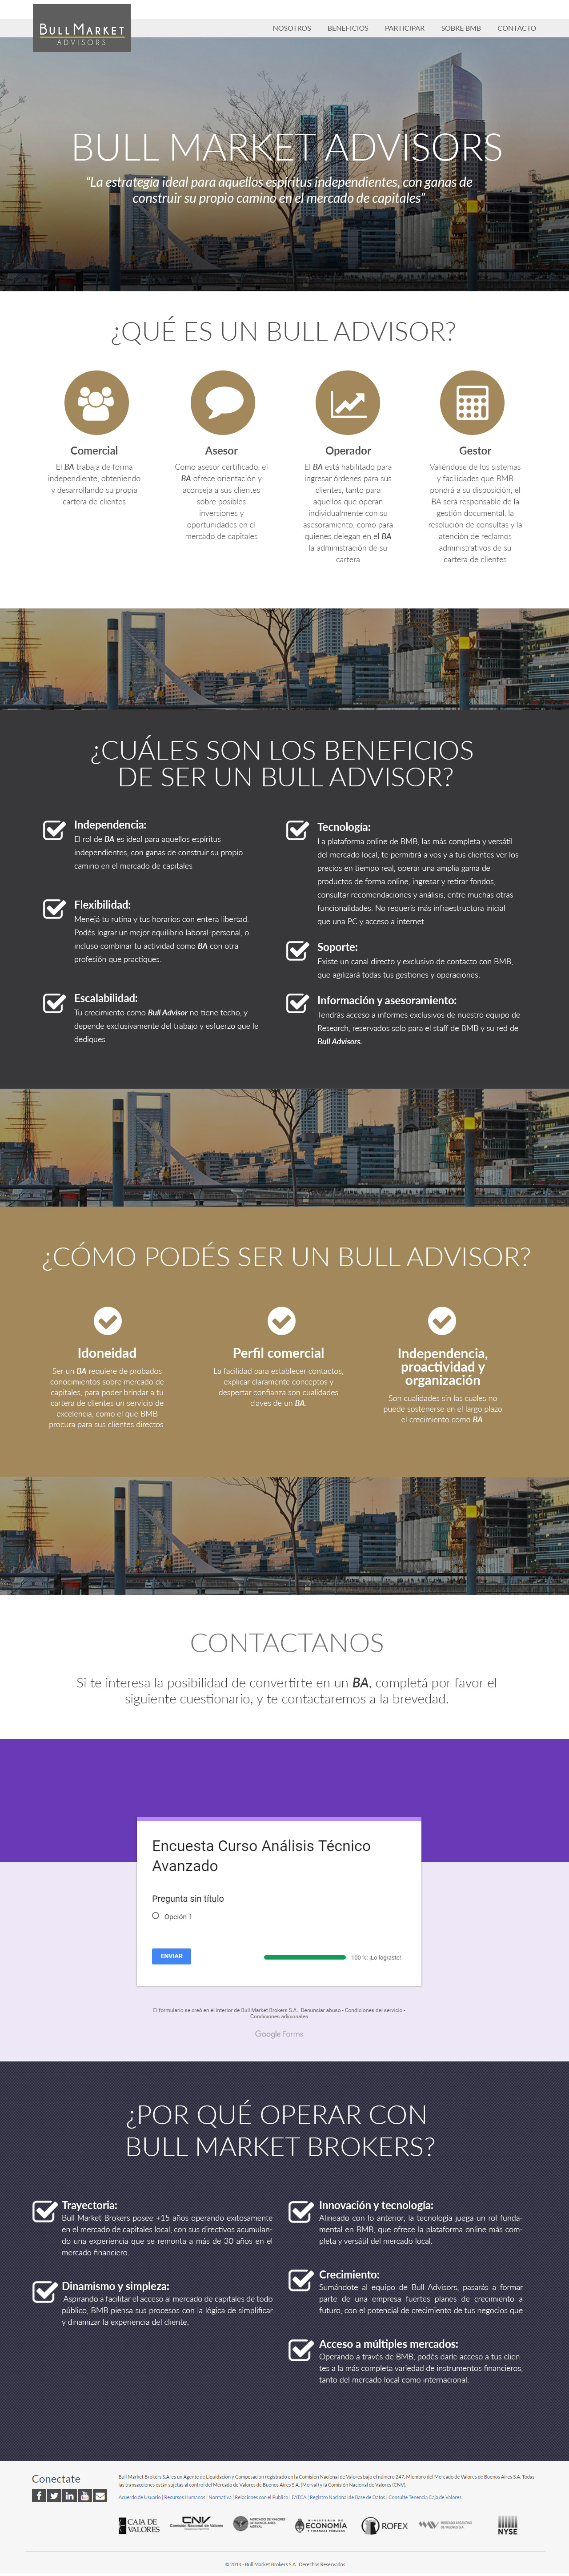 BULLMARKET
ADVISORS
NOSOTROS BENEFICIOS PARTICIPAR SOBRE BMB CONTACTO
BULL MARKET ADVISORS
“La estrategia ideal para aquellos espíritus independientes, con ganas de
construir su propio camino en el mercado de capitales”
¿QUÉ ES UN BULL ADVISOR?
Comercial
El BA trabaja de forma
independiente, obteniendo
y desarrollando su propia
cartera de clientes
Asesor
Como asesor certificado, el
BA ofrece orientación y
aconseja a sus clientes
sobre posibles
inversiones y
oportunidades en el
mercado de capitales
Operador
El BA está habilitado para
ingresar órdenes para sus
clientes, tanto para
aquellos que operan
individualmente con su
asesoramiento, como para
quienes delegan en el BA
la administración de su
cartera
Gestor
Valiéndose de los sistemas
y facilidades que BMB
pondrá a su disposición, el
BA será responsable de la
gestión documental, la
resolución de consultas y la
atención de reclamos
administrativos de su
cartera de clientes
¿CUÁLES SON LOS BENEFICIOS
DE SER UN BULL ADVISOR?
Independencia:
El rol de BA es ideal para aquellos espíritus
independientes, con ganas de construir su propio
camino en el mercado de capitales
Flexibilidad:
Menejá tu rutina y tus horarios con entera libertad.
Podés lograr un mejor equilibrio laboral-personal, o
incluso combinar tu actividad como BA con otra
profesión que practiques.
Escalabilidad:
Tu crecimiento como Bull Advisor no tiene techo, y
depende exclusivamente del trabajo y esfuerzo que le
dediques
Tecnología:
La plataforma online de BMB, las más completa y versátil
del mercado local, te permitirá a vos y a tus clientes ver los
precios en tiempo real, operar una amplia gama de
productos de forma online, ingresar y retirar fondos,
consultar recomendaciones y análisis, entre muchas otras
funcionalidades. No requerís más infraestructura inicial
que una PC y acceso a internet.
Soporte:
Existe un canal directo y exclusivo de contacto con BMB,
que agilizará todas tus gestiones y operaciones.
Información y asesoramiento:
Tendrás acceso a informes exclusivos de nuestro equipo de
Research, reservados solo para el staff de BMB y su red de
Bull Advisors.
¿CÓMO PODÉS SER UN BULL ADVISOR?
Idoneidad
Ser un BA requiere de probados
conocimientos sobre mercado de
capitales, para poder brindar a tu
cartera de clientes un servicio de
excelencia, como el que BMB
procura para sus clientes directos.
Perfil comercial
La facilidad para establecer contactos,
explicar claramente conceptos y
despertar confianza son cualidades
claves de un BA.
Independencia,
proactividad y
organización
Son cualidades sin las cuales no
puede sostenerse en el largo plazo
el crecimiento como BA.
CONTACTANOS
Si te interesa la posibilidad de convertirte en un BA, completá por favor el
siguiente cuestionario, y te contactaremos a la brevedad.
Encuesta Curso Análisis Técnico
Avanzado
Pregunta sin título
Opción 1
ENVIAR
100 %: ¡Lo lograste!
El formulario se creó en el interior de Bull Market Brokers S.A.. Denunciar abuso - Condiciones del servicio -
Condiciones adicionales
Google Forms
¿POR QUÉ OPERAR CON
BULL MARKET BROKERS?
Trayectoria:
Bull Market Brokers posee +15 años operando exitosamente
en el mercado de capitales local, con sus directivos acumulan-
do una experiencia que se remonta a más de 30 años en el
mercado financiero.
Dinamismo y simpleza:
Aspirando a facilitar el acceso al mercado de capitales de todo
público, BMB piensa sus procesos con la lógica de simplificar
y dinamizar la experiencia del cliente.
Innovación y tecnología:
Alineado con lo anterior, la tecnología juega un rol funda-
mental en BMB, que ofrece la plataforma online más com-
pleta y versátil del mercado local.
Crecimiento:
Sumándote al equipo de Bull Advisors, pasarás a formar
parte de una empresa fuertes planes de crecimiento a
futuro, con el potencial de crecimiento de tus negocios que
Acceso a múltiples mercados:
Operando a través de BMB, podés darle acceso a tus clien-
tes a la más completa variedad de instrumentos financieros,
tanto del mercado local como internacional.
Conectate
Bull Market Brokers S.A. es un Agente de Liquidacion y Compesacion registrado en la Comision Nacional de Valores bajo el número 247. Miembro del Mercado de Valores de Buenos Aires S.A. Todas
las transacciones están sujetas al control del Mercado de Valores de Buenos Aires S.A. (Merval) y la Comisión Nacional de Valores (CNV).
Acuerdo de Usuario | Recursos Humanos | Normativa | Relaciones con el Publico | FATCA | Registro Nacional de Base de Datos | Consulte Tenencia Caja de Valores
CAJA DE
VALORES
CNV
Comisión Nacional de Valores
MERCADO DE VALORES
DE BUENOS AIRES
MERVAL
MINISTERIO DE
ECONOMIA
Y FINANZAS PUBLICAS
ROFEX
MERCADO ARGENTINO
DE VALORES S.A.
NYSE
© 2014 - Bull Market Brokers S.A . Derechos Reservados